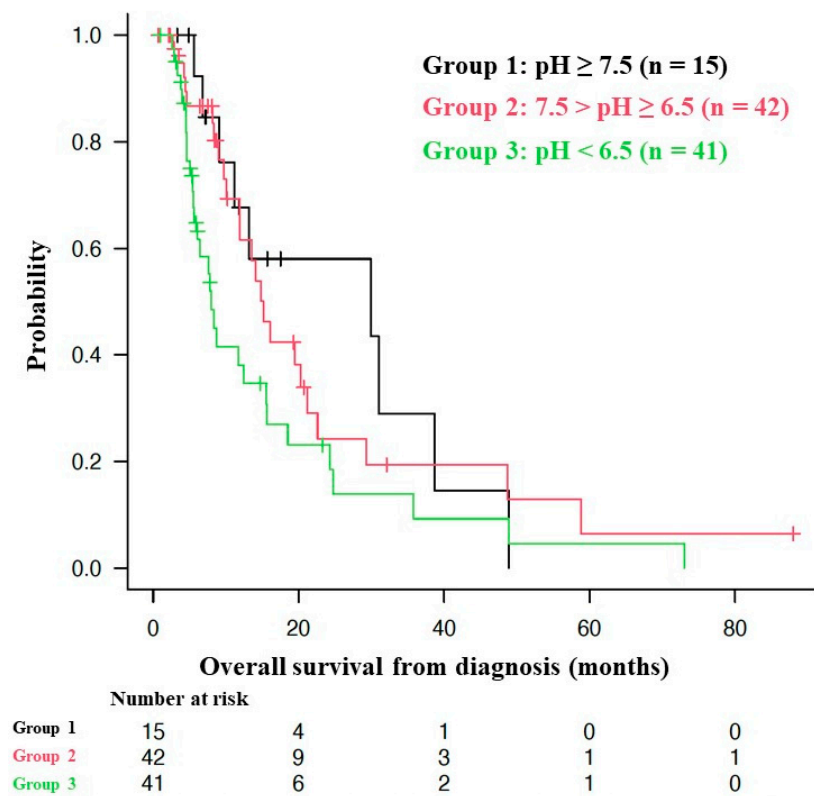 Group 1: pH ≥ 7.5 (n = 15)
Group 2: 7.5 > pH ≥ 6.5 (n = 42)
Group 3: pH < 6.5 (n = 41)
Probability
1.0
0.8
0.6
0.4
0.2
0.0
0 20 40 60 80
Overall survival from diagnosis (months)
Number at risk
Group 1 15 4 1 0 0
Group 2 42 9 3 1 1
Group 3 41 6 2 1 0